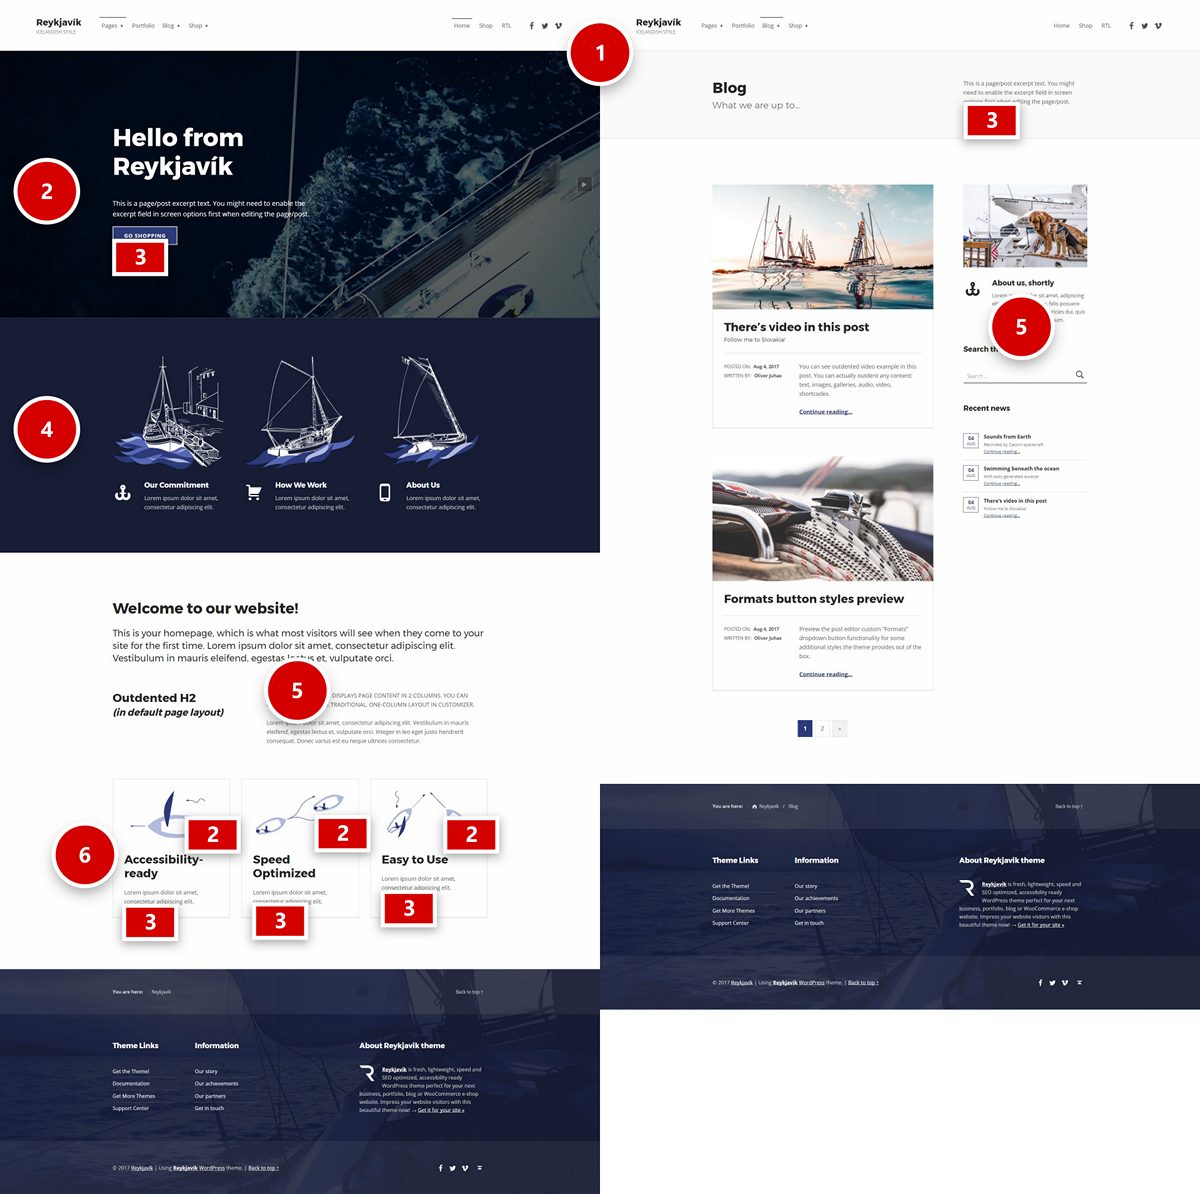 Reykjavík
ICELANDISH STYLE
Pages
Portfolio
Blog
Shop
Home
Shop
RTL
2
Hello from
Reykjavík
This is a page/post excerpt text. You might need to enable the
excerpt field in screen options first when editing the page/post.
GO SHOPPING
3
4
Our Commitment
Lorem ipsum dolor sit amet,
consectetur adipiscing elit.
How We Work
Lorem ipsum dolor sit amet,
consectetur adipiscing elit.
About Us
Lorem ipsum dolor sit amet,
consectetur adipiscing elit.
Welcome to our website!
This is your homepage, which is what most visitors will see when they come to your
site for the first time. Lorem ipsum dolor sit amet, consectetur adipiscing elit.
Vestibulum in mauris eleifend, egestas lectus et, vulputate orci.
Outdented H2
(in default page layout)
5
DISPLAYS PAGE CONTENT IN 2 COLUMNS. YOU CAN
TRADITIONAL, ONE-COLUMN LAYOUT IN CUSTOMIZER.
Lorem ipsum dolor sit amet, consectetur adipiscing elit. Vestibulum in mauris
eleifend, egestas lectus et, vulputate orci. Integer in leo eget justo hendrerit
consequat. Donec varius est eu neque ultrices consectetur.
6
2
Accessibility-
ready
Lorem ipsum dolor sit amet,
consectetur adipiscing elit.
3
2
Speed
Optimized
Lorem ipsum dolor sit amet,
consectetur adipiscing elit.
3
2
Easy to Use
Lorem ipsum dolor sit amet,
consectetur adipiscing elit.
3
You are here: Reykjavík
Back to top ↑
Theme Links
Get the Theme!
Documentation
Get More Themes
Support Center
Information
Our story
Our achievements
Our partners
Get in touch
About Reykjavik theme
Reykjavik is fresh, lightweight, speed and
SEO optimized, accessibility ready
WordPress theme perfect for your next
business, portfolio, blog or WooCommerce e-shop
website. Impress your website visitors with this
beautiful theme now! → Get it for your site »
© 2017 Reykjavík | Using Reykjavik WordPress theme. | Back to top ↑
1
Reykjavík
ICELANDISH STYLE
Pages
Portfolio
Blog
Shop
Home
Shop
RTL
Blog
What we are up to...
This is a page/post excerpt text. You might
need to enable the excerpt field in screen
options first when editing the page/post.
3
There's video in this post
Follow me to Slovakia!
POSTED ON: Aug 4, 2017
WRITTEN BY: Oliver Juhas
You can see outdented video example in this
post. You can actually outdent any content:
text, images, galleries, audio, video,
shortcodes.
Continue reading...
Formats button styles preview
POSTED ON: Aug 4, 2017
WRITTEN BY: Oliver Juhas
Preview the post editor custom "Formats"
dropdown button functionality for some
additional styles the theme provides out of the
box.
Continue reading...
1 2 »
About us, shortly
sit amet, adipiscing
felis posuere
dui, quis
5
Search
Search ...
Recent news
04 AUG
Sounds from Earth
Recorded by Cassini spacecraft
Continue reading...
04 AUG
Swimming beneath the ocean
With auto generated excerpt
Continue reading...
04 AUG
There's video in this post
Follow me to Slovakia!
Continue reading...
You are here: Reykjavík / Blog
Back to top ↑
Theme Links
Get the Theme!
Documentation
Get More Themes
Support Center
Information
Our story
Our achievements
Our partners
Get in touch
About Reykjavik theme
Reykjavik is fresh, lightweight, speed and
SEO optimized, accessibility ready
WordPress theme perfect for your next
business, portfolio, blog or WooCommerce e-shop
website. Impress your website visitors with this
beautiful theme now! → Get it for your site »
© 2017 Reykjavík | Using Reykjavik WordPress theme. | Back to top ↑